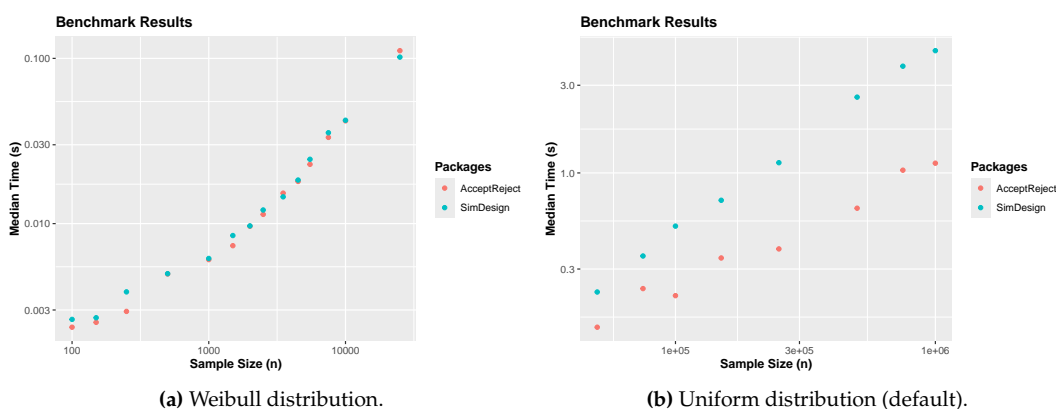 Benchmark Results
0.100
0.030
0.010
0.003
Median Time (s)
100
1000
10000
Sample Size (n)
Packages
AcceptReject
SimDesign
(a) Weibull distribution.
Benchmark Results
3.0
1.0
0.3
Median Time (s)
1e+05
3e+05
1e+06
Sample Size (n)
Packages
AcceptReject
SimDesign
(b) Uniform distribution (default).